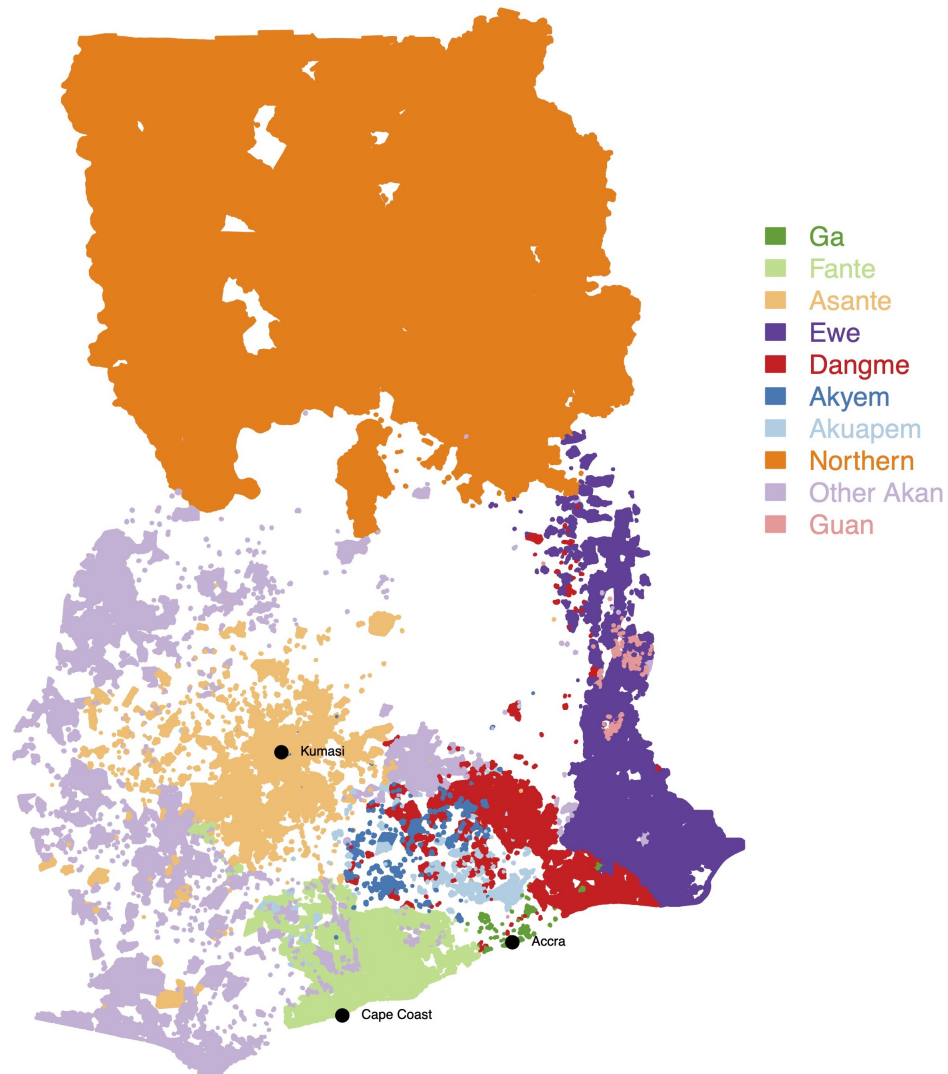 Ga
Fante
Asante
Ewe
Dangme
Akyem
Akuapem
Northern
Other Akan
Guan
Kumasi
Accra
Cape Coast